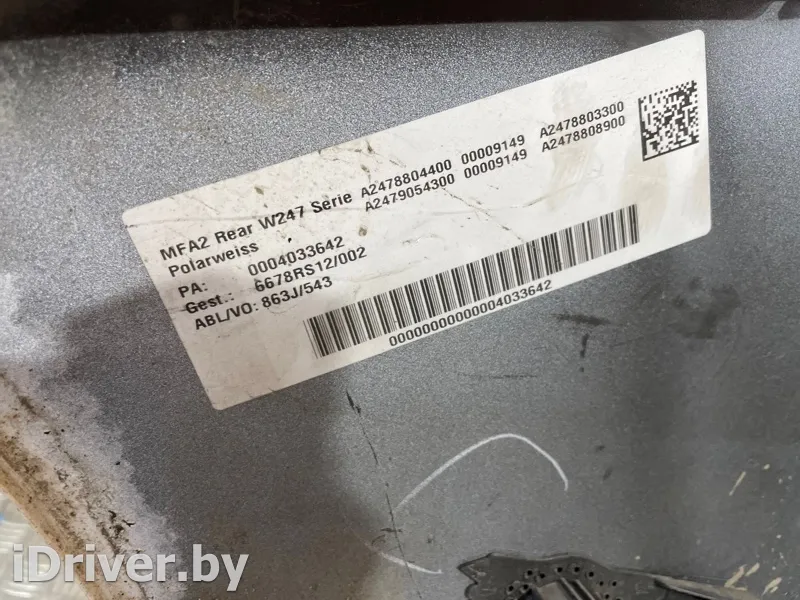 MFA2 Rear W247 Serie A2478804400 00009149 A2478803300
Polarweiss A2479054300 00009149 A2478808900
PA: 0004033642
Gest.: 6678RS12/002
ABL/VO: 863J/543
00000000000004033642
iDriver.by